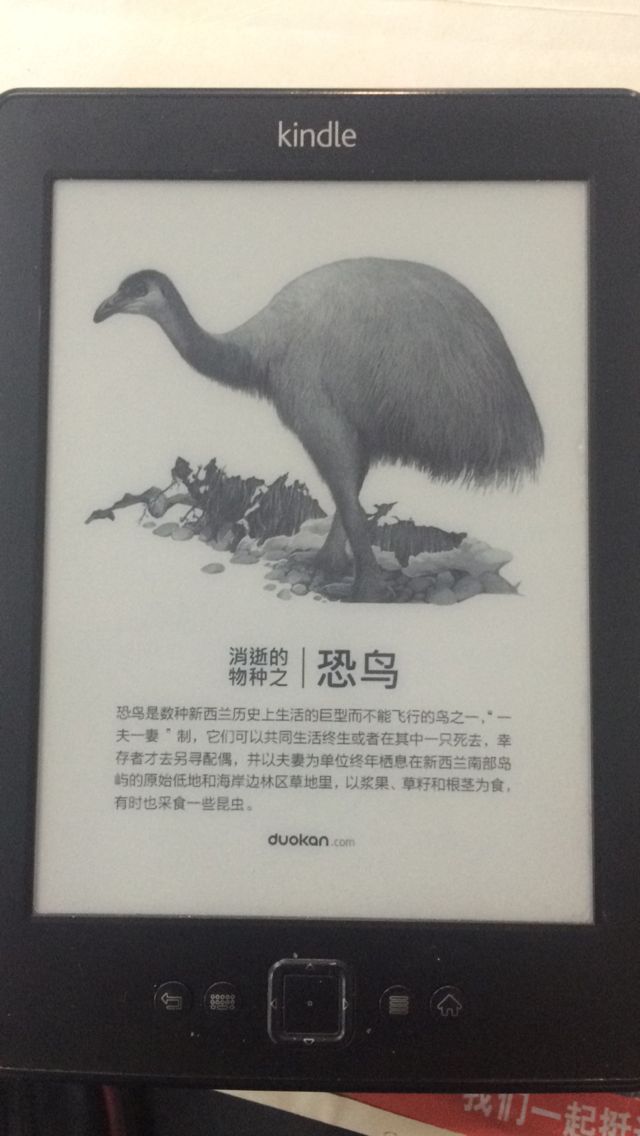 kindle
消逝的
物种之
恐鸟
恐鸟是数种新西兰历史上生活的巨型而不能飞行的鸟之一，“一
夫一妻”制，它们可以共同生活终生或者在其中一只死去，幸
存者才去另寻配偶，并以夫妻为单位终年栖息在新西兰南部岛
屿的原始低地和海岸边林区草地里，以浆果、草籽和根茎为食，
有时也采食一些昆虫。
duokan.com
我们一起挺